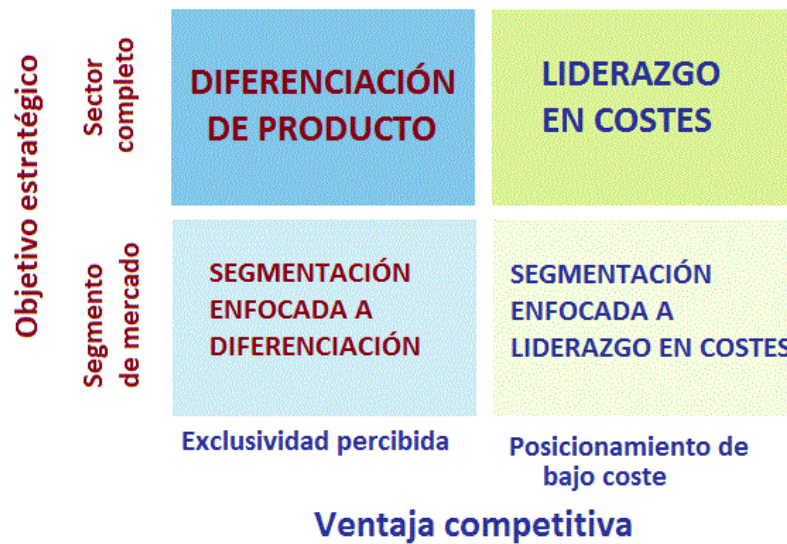 Objetivo estratégico
Sector
completo
DIFERENCIACIÓN
DE PRODUCTO
LIDERAZGO
EN COSTES
Segmento
de mercado
SEGMENTACIÓN
ENFOCADA A
DIFERENCIACIÓN
SEGMENTACIÓN
ENFOCADA A
LIDERAZGO EN COSTES
Exclusividad percibida
Posicionamiento de
bajo coste
Ventaja competitiva